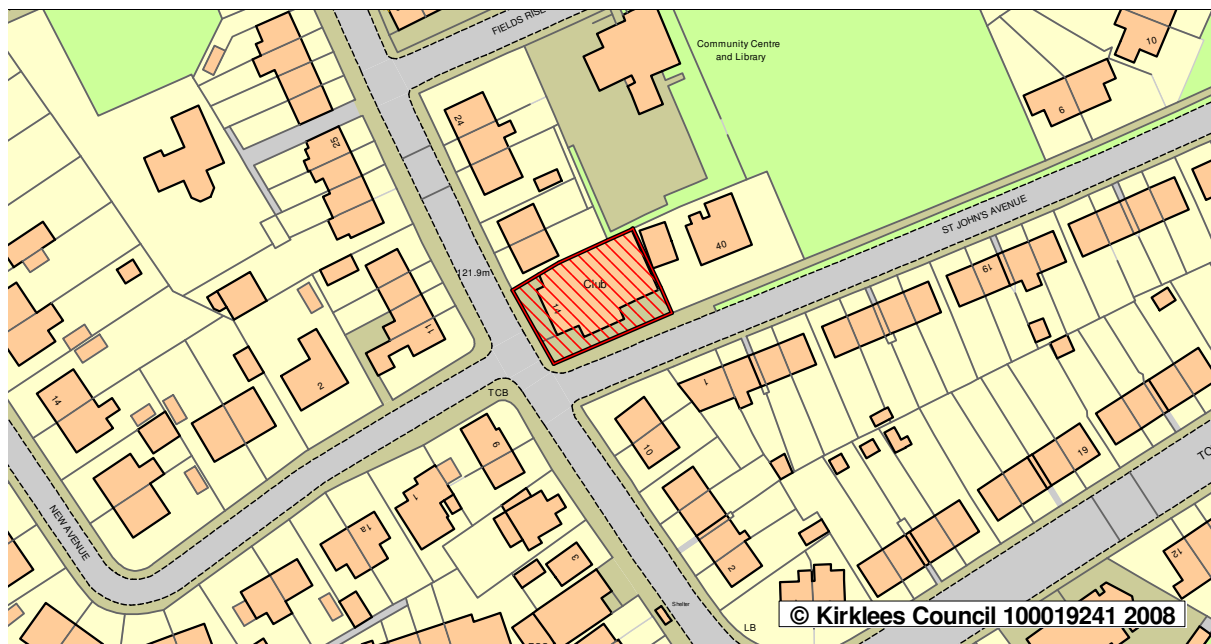 FIELDS RISE
Community Centre
and Library
10
6
24
25
ST JOHN'S AVENUE
40
121.9m
Club
14
19
11
2
1
TCB
14
10
6
19
1
NEW AVENUE
1a
3
2
12
Shelter
LB
© Kirklees Council 100019241 2008